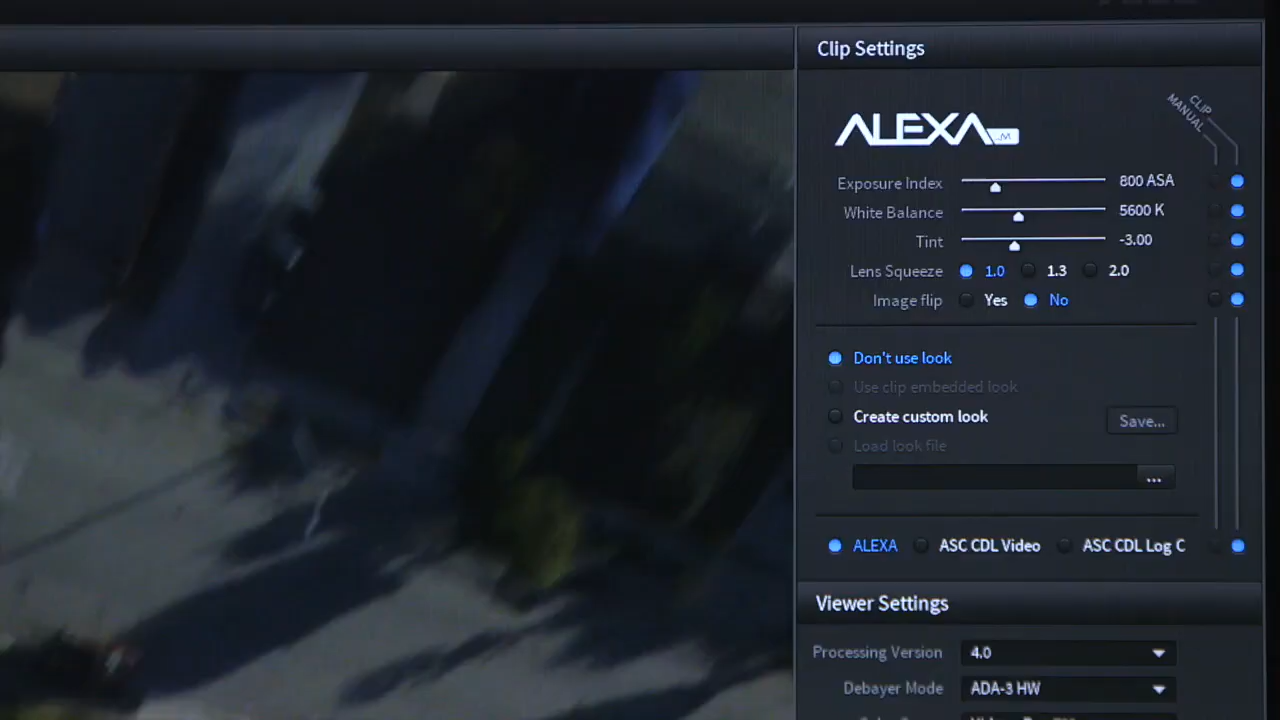 Clip Settings
CLIP
MANUAL
ALEXA M
Exposure Index 800 ASA
White Balance 5600 K
Tint -3.00
Lens Squeeze 1.0 1.3 2.0
Image flip Yes No
Don't use look
Use clip embedded look
Create custom look Save...
Load look file
...
ALEXA ASC CDL Video ASC CDL Log C
Viewer Settings
Processing Version 4.0
Debayer Mode ADA-3 HW